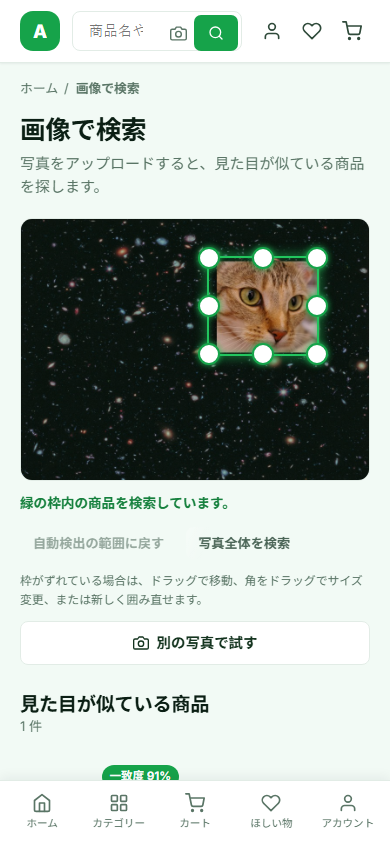 A
商品名や
ホーム / 画像で検索
画像で検索
写真をアップロードすると、見た目が似ている商品
を探します。
緑の枠内の商品を検索しています。
自動検出の範囲に戻す 写真全体を検索
枠がずれている場合は、ドラッグで移動、角をドラッグでサイズ
変更、または新しく囲み直せます。
別の写真で試す
見た目が似ている商品
1 件
一致度 91%
ホーム カテゴリー カート ほしい物 アカウント